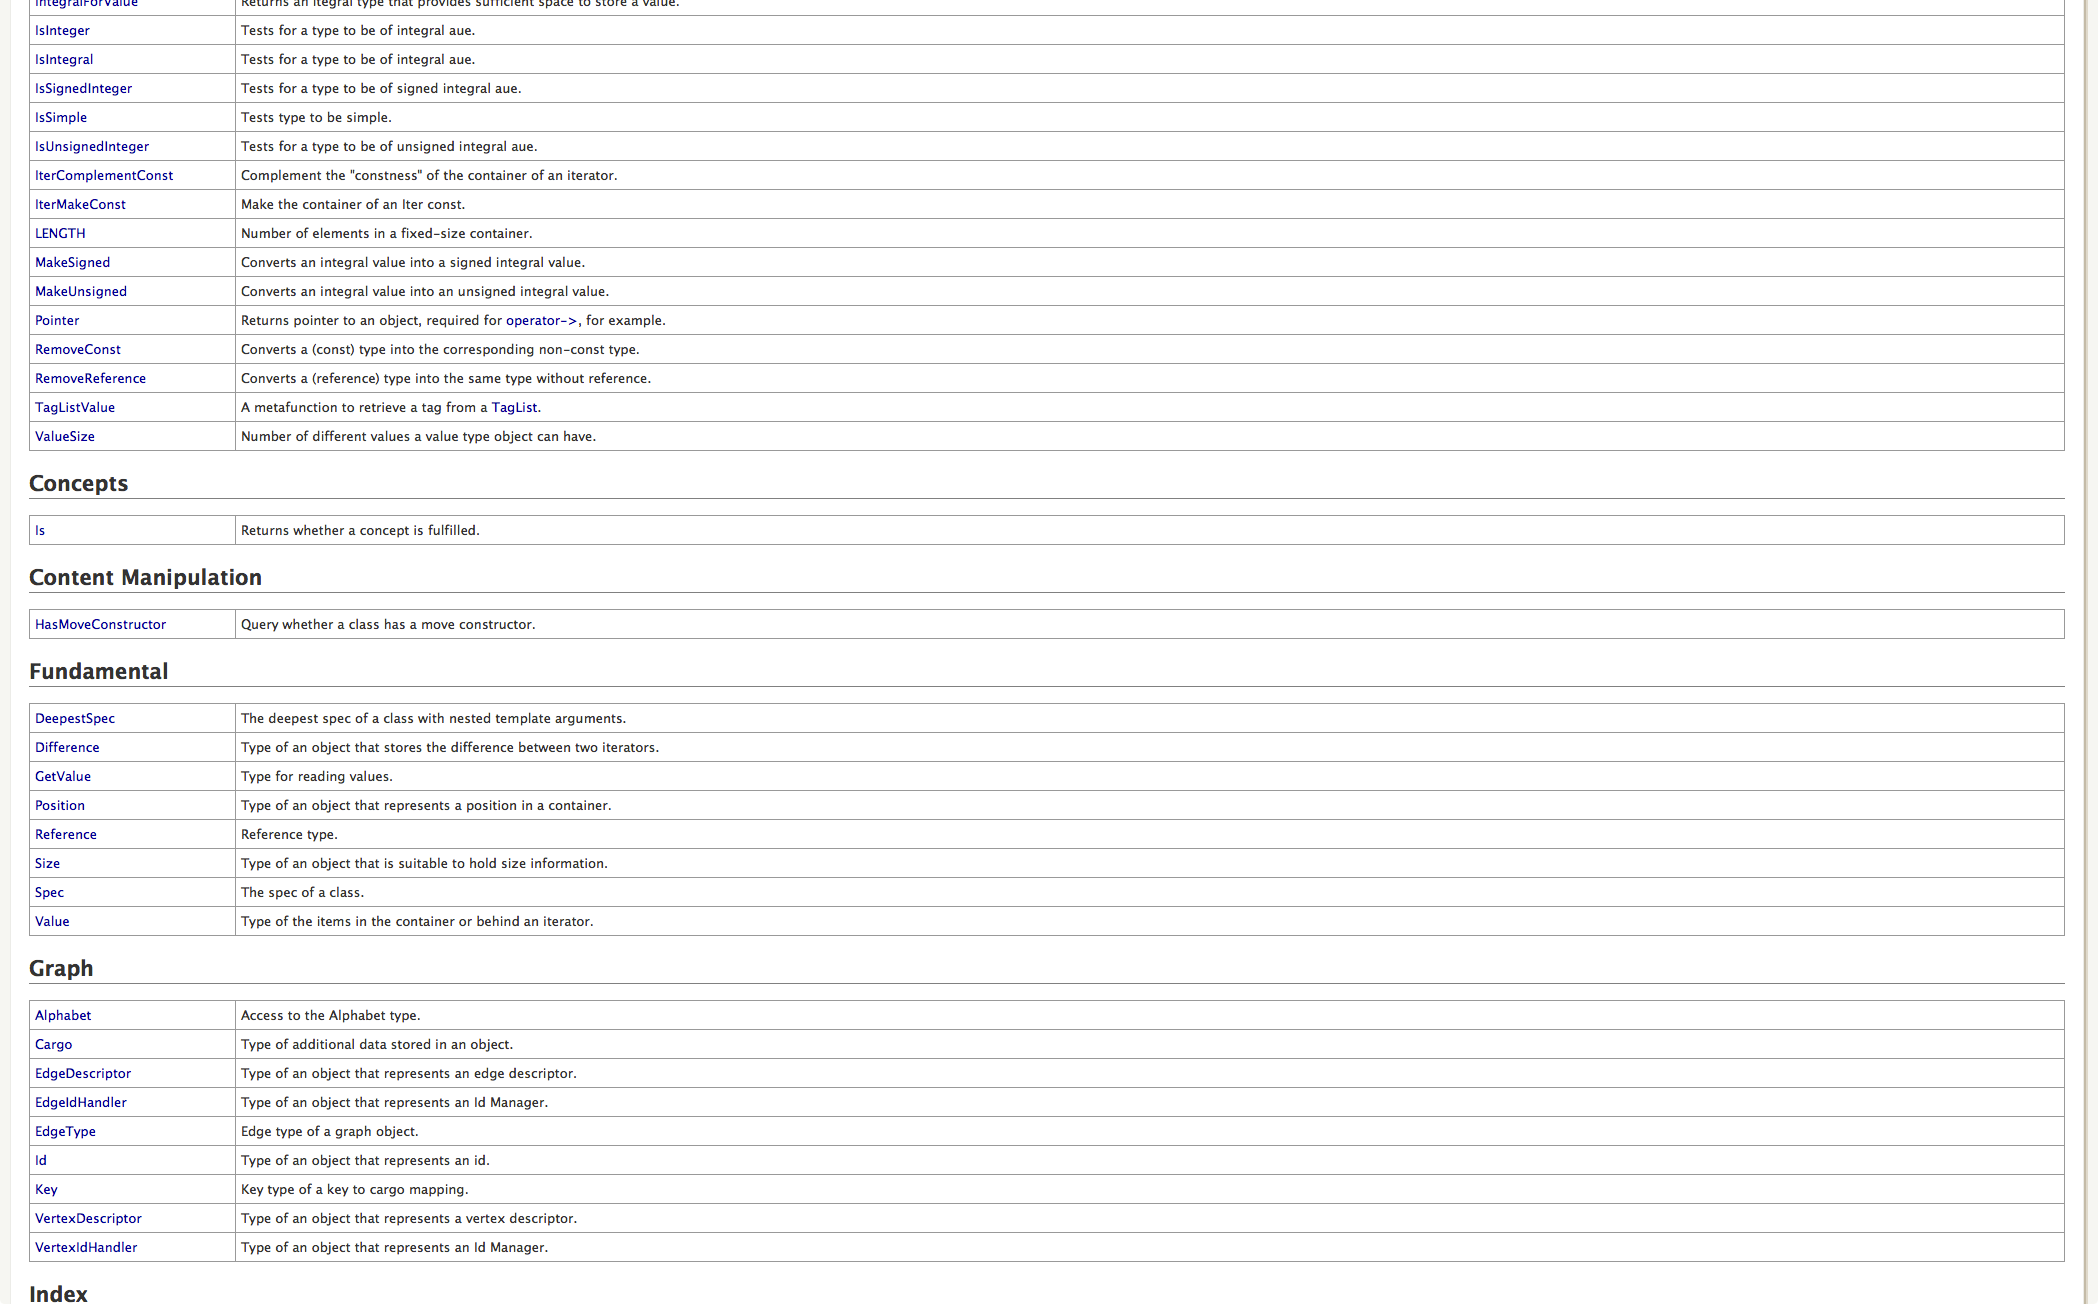 IntegralForValue Returns an itegral type that provides sufficient space to store a value.
IsInteger Tests for a type to be of integral aue.
IsIntegral Tests for a type to be of integral aue.
IsSignedInteger Tests for a type to be of signed integral aue.
IsSimple Tests type to be simple.
IsUnsignedInteger Tests for a type to be of unsigned integral aue.
IterComplementConst Complement the "constness" of the container of an iterator.
IterMakeConst Make the container of an Iter const.
LENGTH Number of elements in a fixed-size container.
MakeSigned Converts an integral value into a signed integral value.
MakeUnsigned Converts an integral value into an unsigned integral value.
Pointer Returns pointer to an object, required for operator->, for example.
RemoveConst Converts a (const) type into the corresponding non-const type.
RemoveReference Converts a (reference) type into the same type without reference.
TagListValue A metafunction to retrieve a tag from a TagList.
ValueSize Number of different values a value type object can have.
Concepts
Is Returns whether a concept is fulfilled.
Content Manipulation
HasMoveConstructor Query whether a class has a move constructor.
Fundamental
DeepestSpec The deepest spec of a class with nested template arguments.
Difference Type of an object that stores the difference between two iterators.
GetValue Type for reading values.
Position Type of an object that represents a position in a container.
Reference Reference type.
Size Type of an object that is suitable to hold size information.
Spec The spec of a class.
Value Type of the items in the container or behind an iterator.
Graph
Alphabet Access to the Alphabet type.
Cargo Type of additional data stored in an object.
EdgeDescriptor Type of an object that represents an edge descriptor.
EdgeIdHandler Type of an object that represents an Id Manager.
EdgeType Edge type of a graph object.
Id Type of an object that represents an id.
Key Key type of a key to cargo mapping.
VertexDescriptor Type of an object that represents a vertex descriptor.
VertexIdHandler Type of an object that represents an Id Manager.
Index